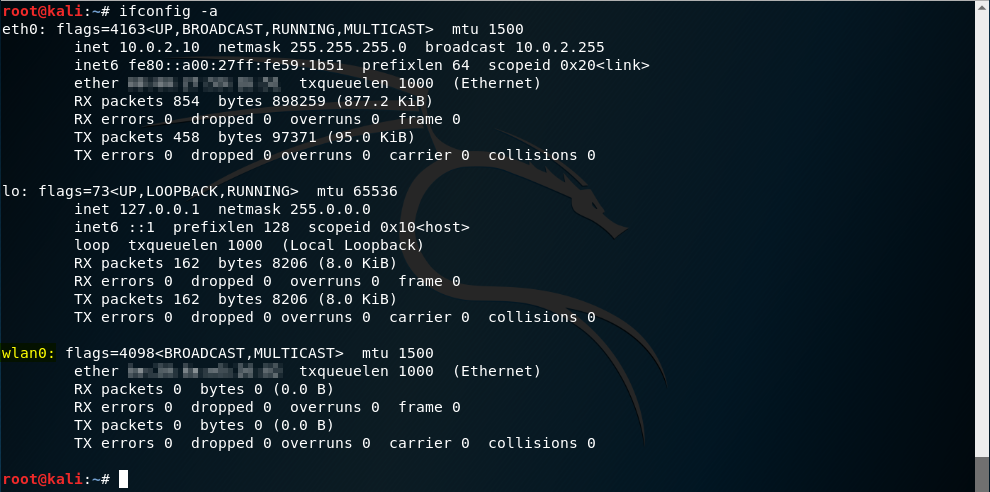 root@kali:~# ifconfig -a
eth0: flags=4163<UP,BROADCAST,RUNNING,MULTICAST>  mtu 1500
        inet 10.0.2.10  netmask 255.255.255.0  broadcast 10.0.2.255
        inet6 fe80::a00:27ff:fe59:1b51  prefixlen 64  scopeid 0x20<link>
        ether  txqueuelen 1000  (Ethernet)
        RX packets 854  bytes 898259 (877.2 KiB)
        RX errors 0  dropped 0  overruns 0  frame 0
        TX packets 458  bytes 97371 (95.0 KiB)
        TX errors 0  dropped 0 overruns 0  carrier 0  collisions 0

lo: flags=73<UP,LOOPBACK,RUNNING>  mtu 65536
        inet 127.0.0.1  netmask 255.0.0.0
        inet6 ::1  prefixlen 128  scopeid 0x10<host>
        loop  txqueuelen 1000  (Local Loopback)
        RX packets 162  bytes 8206 (8.0 KiB)
        RX errors 0  dropped 0  overruns 0  frame 0
        TX packets 162  bytes 8206 (8.0 KiB)
        TX errors 0  dropped 0 overruns 0  carrier 0  collisions 0

wlan0: flags=4098<BROADCAST,MULTICAST>  mtu 1500
        ether  txqueuelen 1000  (Ethernet)
        RX packets 0  bytes 0 (0.0 B)
        RX errors 0  dropped 0  overruns 0  frame 0
        TX packets 0  bytes 0 (0.0 B)
        TX errors 0  dropped 0 overruns 0  carrier 0  collisions 0

root@kali:~#